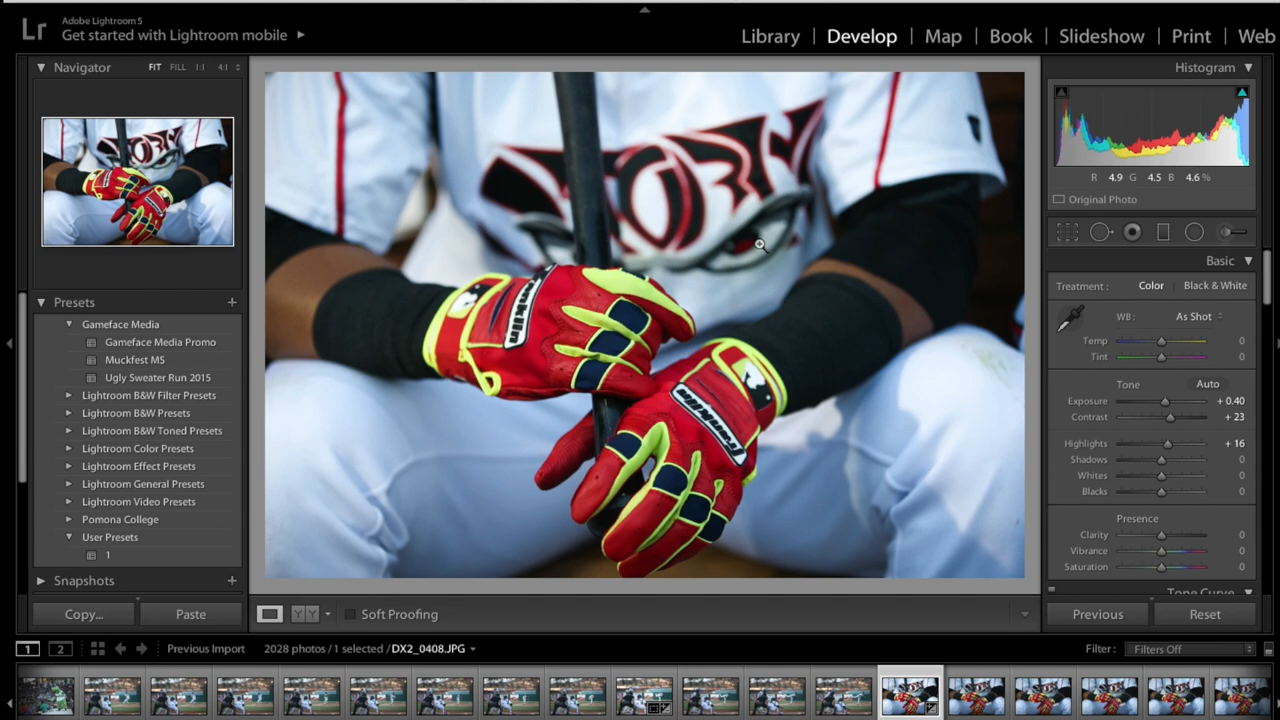 Lr
Adobe Lightroom 5
Get started with Lightroom mobile
Library | Develop | Map | Book | Slideshow | Print | Web
Navigator FIT FILL 1:1 4:1
Histogram
R 4.9 G 4.5 B 4.6 %
Original Photo
Basic
Treatment : Color Black & White
WB: As Shot
Temp 0
Tint 0
Tone Auto
Exposure + 0.40
Contrast + 23
Highlights + 16
Shadows 0
Whites 0
Blacks 0
Presence
Clarity 0
Vibrance 0
Saturation 0
Tone Curve
Previous Reset
Presets +
Gameface Media
Gameface Media Promo
Muckfest MS
Ugly Sweater Run 2015
Lightroom B&W Filter Presets
Lightroom B&W Presets
Lightroom B&W Toned Presets
Lightroom Color Presets
Lightroom Effect Presets
Lightroom General Presets
Lightroom Video Presets
Pomona College
User Presets
1
Snapshots +
Copy... Paste
STORM
franklin
franklin
Y Y Soft Proofing
1 2 Previous Import 2028 photos / 1 selected / DX2_0408.JPG
Filter : Filters Off